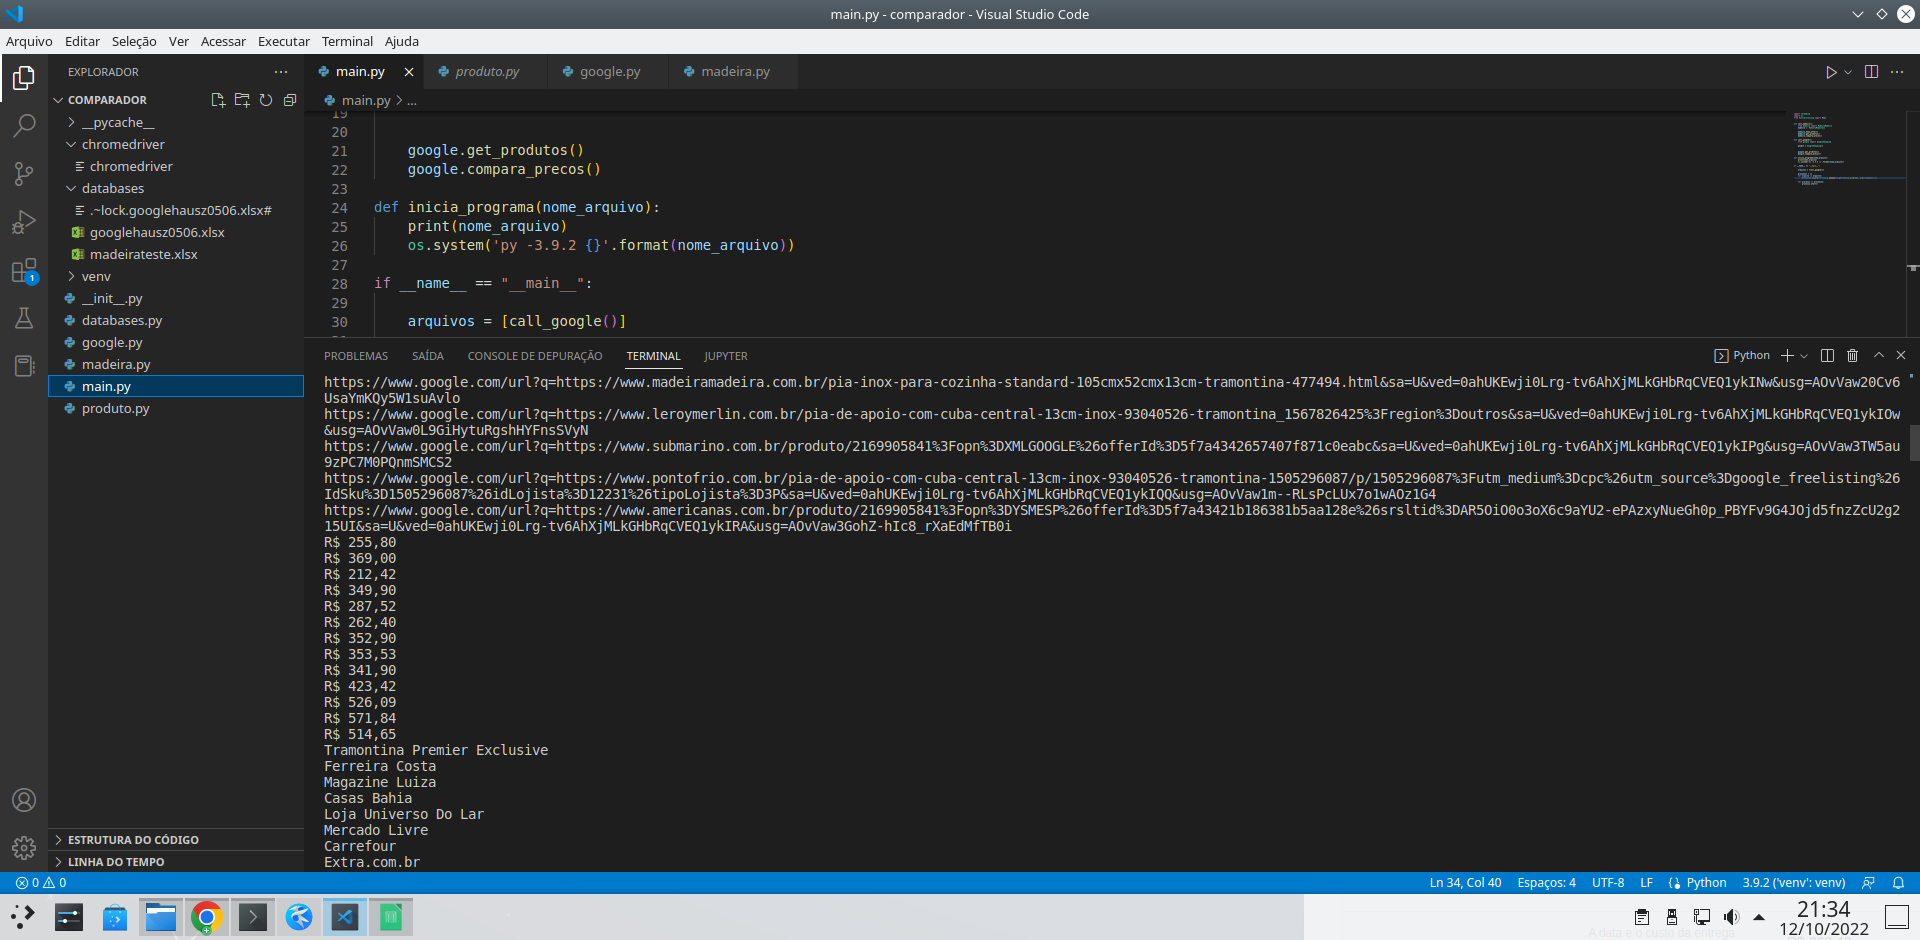 main.py - comparador - Visual Studio Code
Arquivo Editar Seleção Ver Acessar Executar Terminal Ajuda
EXPLORADOR
COMPARADOR
__pycache__
chromedriver
chromedriver
databases
.~lock.googlehausz0506.xlsx#
googlehausz0506.xlsx
madeirateste.xlsx
venv
__init__.py
databases.py
google.py
madeira.py
main.py
produto.py
ESTRUTURA DO CÓDIGO
LINHA DO TEMPO
main.py produto.py google.py madeira.py
main.py > ...
19
20
21 google.get_produtos()
22 google.compara_precos()
23
24 def inicia_programa(nome_arquivo):
25 print(nome_arquivo)
26 os.system('py -3.9.2 {}'.format(nome_arquivo))
27
28 if __name__ == "__main__":
29
30 arquivos = [call_google()]
PROBLEMAS SAÍDA CONSOLE DE DEPURAÇÃO TERMINAL JUPYTER
Python
https://www.google.com/url?q=https://www.madeiramadeira.com.br/pia-inox-para-cozinha-standard-105cmx52cmx13cm-tramontina-477494.html&sa=U&ved=0ahUKEwji0Lrg-tv6AhXjMLkGHbRqCVEQ1ykINw&usg=AOvVaw20Cv6
UsaYmKQy5W1suAvlo
https://www.google.com/url?q=https://www.leroymerlin.com.br/pia-de-apoio-com-cuba-central-13cm-inox-93040526-tramontina_1567826425%3Fregion%3Doutros&sa=U&ved=0ahUKEwji0Lrg-tv6AhXjMLkGHbRqCVEQ1ykIOw
&usg=AOvVaw0L9GiHytuRgshHYFnsSVyN
https://www.google.com/url?q=https://www.submarino.com.br/produto/2169905841%3Fopn%3DXMLGOOGLE%26offerId%3D5f7a4342657407f871c0eabc&sa=U&ved=0ahUKEwji0Lrg-tv6AhXjMLkGHbRqCVEQ1ykIPg&usg=AOvVaw3TW5au
9zPC7M0PQnmSMCS2
https://www.google.com/url?q=https://www.pontofrio.com.br/pia-de-apoio-com-cuba-central-13cm-inox-93040526-tramontina-1505296087/p/1505296087%3Futm_medium%3Dcpc%26utm_source%3Dgoogle_freelisting%26
IdSku%3D1505296087%26idLojista%3D12231%26tipoLojista%3D3P&sa=U&ved=0ahUKEwji0Lrg-tv6AhXjMLkGHbRqCVEQ1ykIQQ&usg=AOvVaw1m--RLsPcLUx7o1wAOz1G4
https://www.google.com/url?q=https://www.americanas.com.br/produto/2169905841%3Fopn%3DYSMESP%26offerId%3D5f7a43421b186381b5aa128e%26srsltid%3DAR5OiO0o3oX6c9aYU2-ePAzxyNueGh0p_PBYFv9G4JOjd5fnzZcU2g2
15UI&sa=U&ved=0ahUKEwji0Lrg-tv6AhXjMLkGHbRqCVEQ1ykIRA&usg=AOvVaw3GohZ-hIc8_rXaEdMfTB0i
R$ 255,80
R$ 369,00
R$ 212,42
R$ 349,90
R$ 287,52
R$ 262,40
R$ 352,90
R$ 353,53
R$ 341,90
R$ 423,42
R$ 526,09
R$ 571,84
R$ 514,65
Tramontina Premier Exclusive
Ferreira Costa
Magazine Luiza
Casas Bahia
Loja Universo Do Lar
Mercado Livre
Carrefour
Extra.com.br
0 0
Ln 34, Col 40 Espaços: 4 UTF-8 LF Python 3.9.2 ('venv': venv)
21:34
12/10/2022